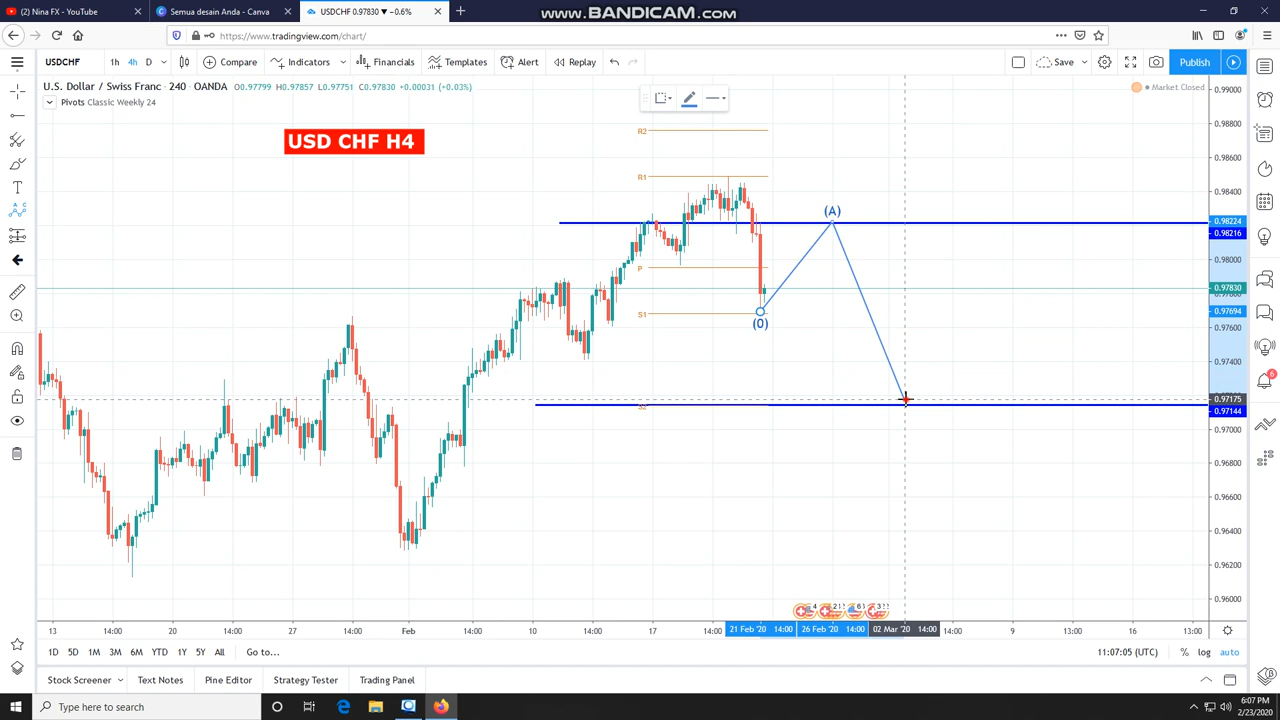 (2) Nina FX - YouTube
Semua desain Anda - Canva
USDCHF 0.97830 ▼ −0.6%
www.BANDICAM.com
https://www.tradingview.com/chart/
USDCHF 1h 4h D Compare Indicators Financials Templates Alert Replay Save Publish
U.S. Dollar / Swiss Franc · 240 · OANDA O0.97799 H0.97857 L0.97751 C0.97830 +0.00031 (+0.03%)
Market Closed
Pivots Classic Weekly 24
USD CHF H4
R2
R1
(A)
P
S1
(0)
S2
0.99000
0.98800
0.98600
0.98400
0.98224
0.98216
0.98000
0.97830
0.97694
0.97600
0.97400
0.97175
0.97144
0.97000
0.96800
0.96600
0.96400
0.96200
0.96000
6
13 14:00 20 14:00 27 14:00 Feb 14:00 10 14:00 17 14:00 21 Feb '20 14:00 26 Feb '20 14:00 02 Mar '20 14:00 14:00 9 13:00 16 13:00
1D 5D 1M 3M 6M YTD 1Y 5Y All Go to... 11:07:05 (UTC) % log auto
Stock Screener Text Notes Pine Editor Strategy Tester Trading Panel
Type here to search
6:07 PM
2/23/2020